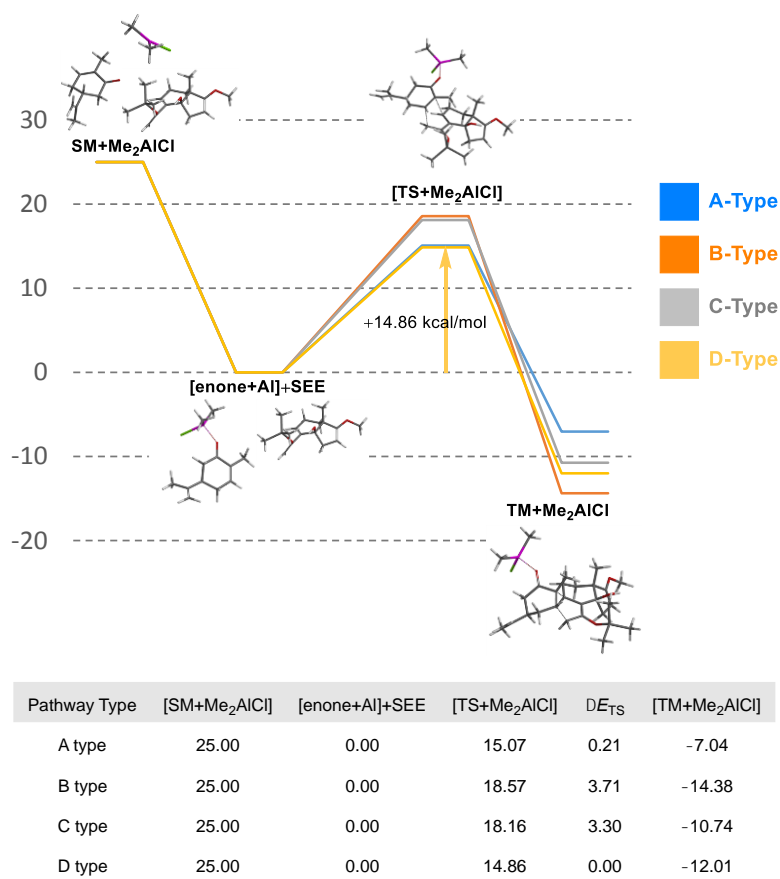 30
SM+Me₂AlCl
20
[TS+Me₂AlCl]
A-Type
B-Type
10
+14.86 kcal/mol
C-Type
0
[enone+Al]+SEE
D-Type
-10
TM+Me₂AlCl
-20
Pathway Type [SM+Me₂AlCl] [enone+Al]+SEE [TS+Me₂AlCl] DE_TS [TM+Me₂AlCl]
A type 25.00 0.00 15.07 0.21 −7.04
B type 25.00 0.00 18.57 3.71 −14.38
C type 25.00 0.00 18.16 3.30 −10.74
D type 25.00 0.00 14.86 0.00 −12.01